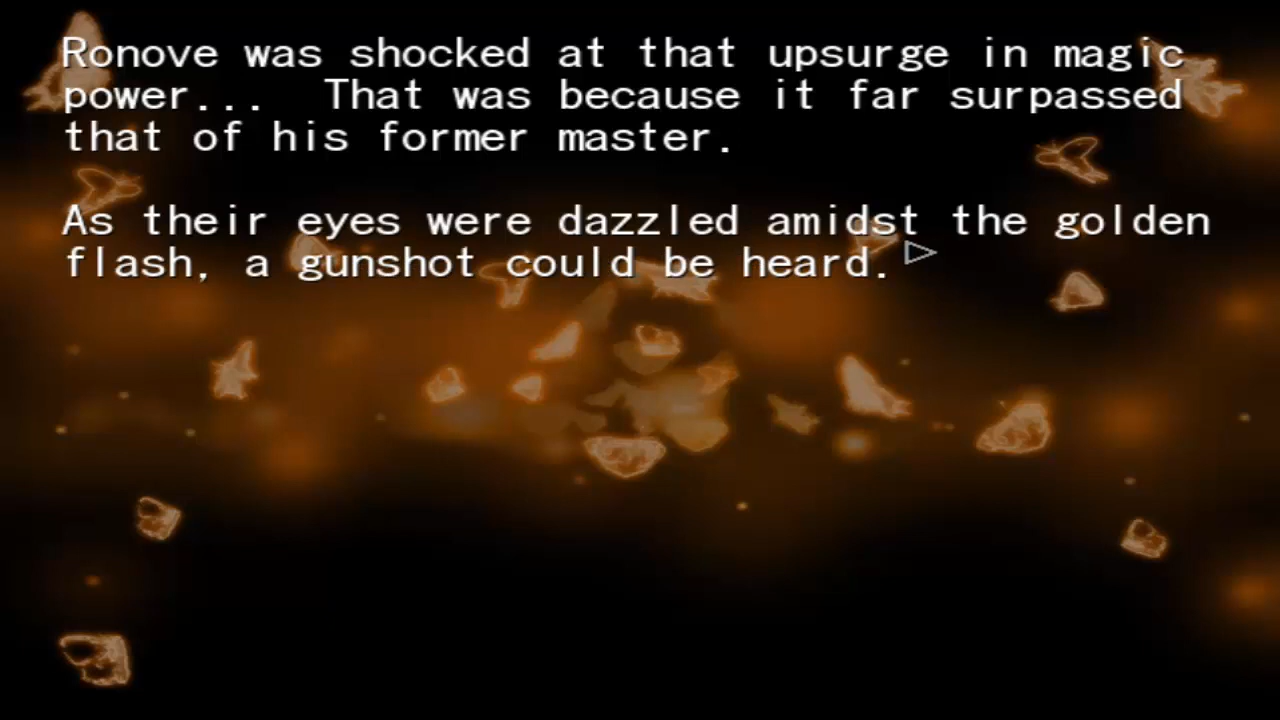 Ronove was shocked at that upsurge in magic
power...  That was because it far surpassed
that of his former master.
As their eyes were dazzled amidst the golden
flash, a gunshot could be heard.